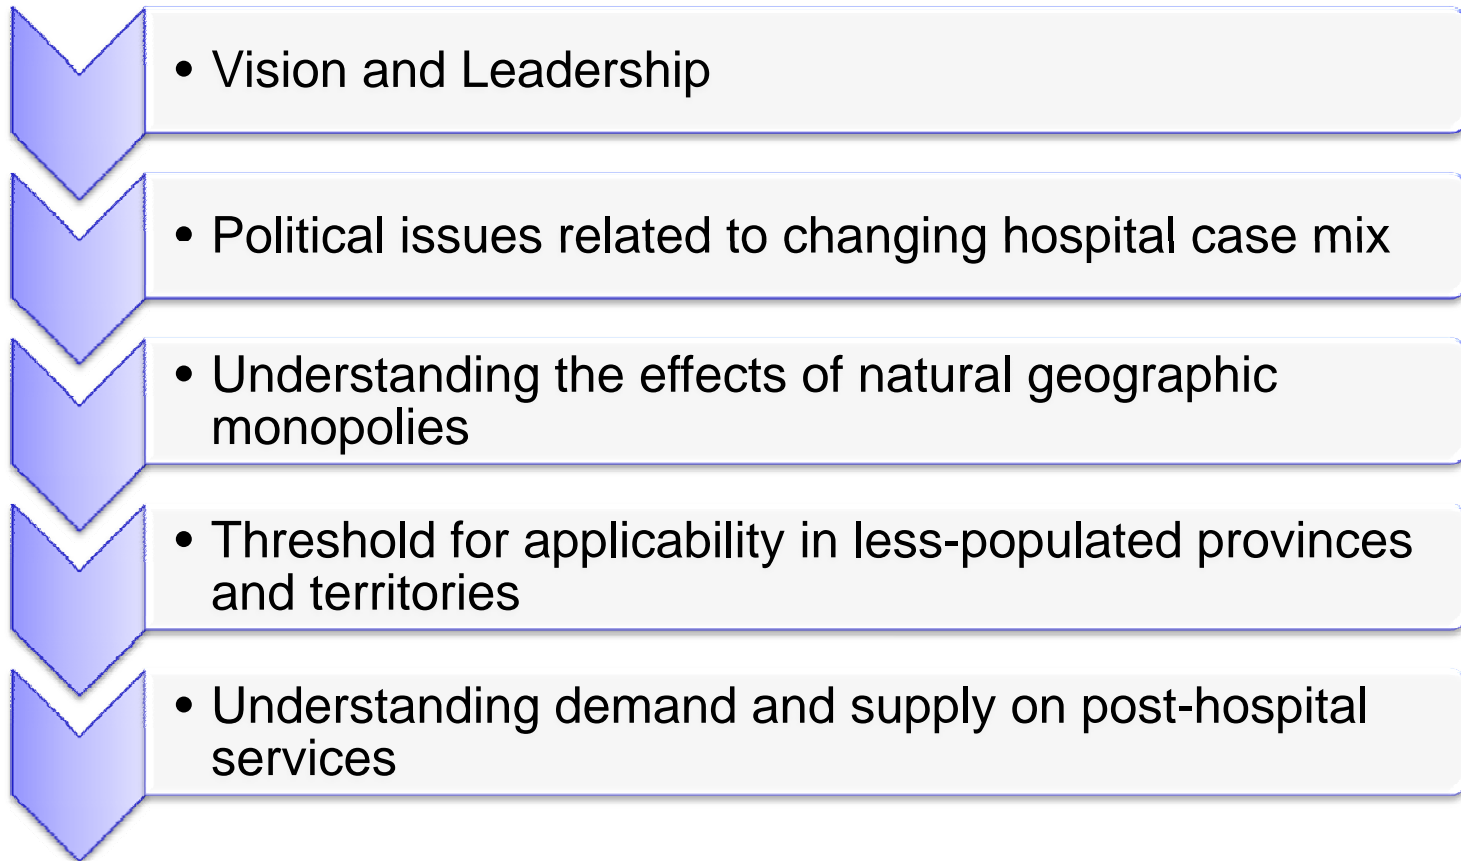 • Vision and Leadership
• Political issues related to changing hospital case mix
• Understanding the effects of natural geographic
monopolies
• Threshold for applicability in less-populated provinces
and territories
• Understanding demand and supply on post-hospital
services